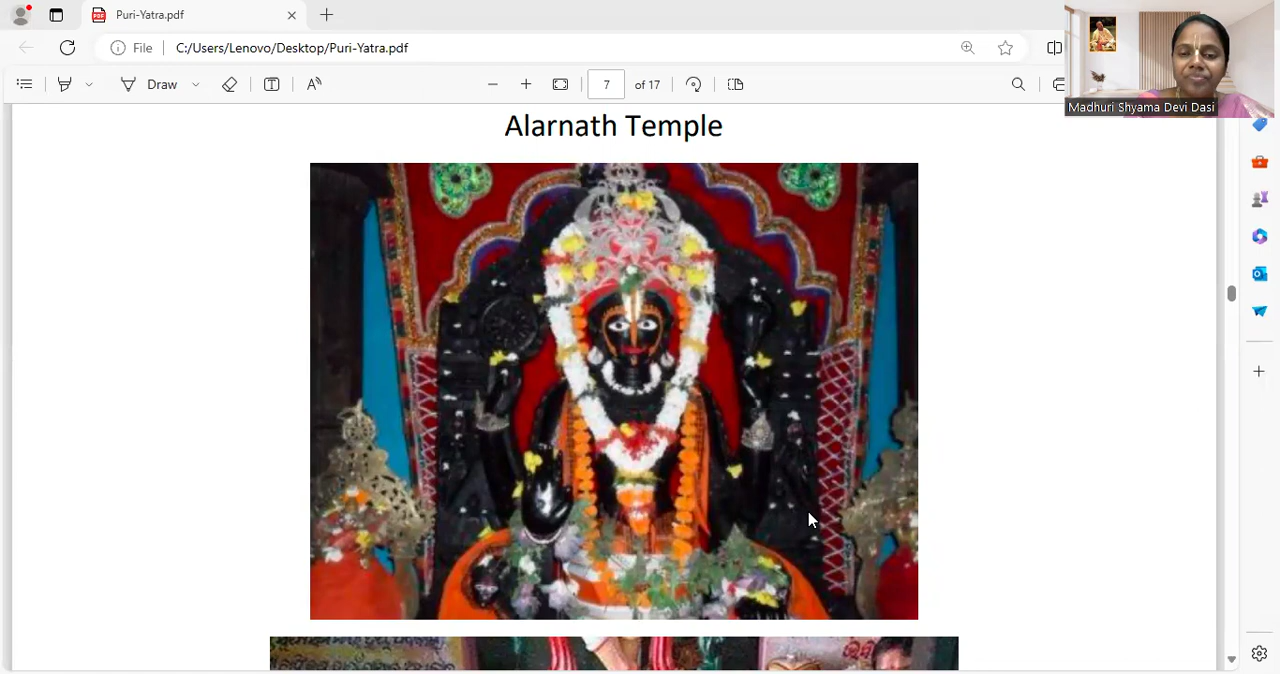 Puri-Yatra.pdf
File
C:/Users/Lenovo/Desktop/Puri-Yatra.pdf
Draw
7 of 17
Madhuri Shyama Devi Dasi
Alarnath Temple